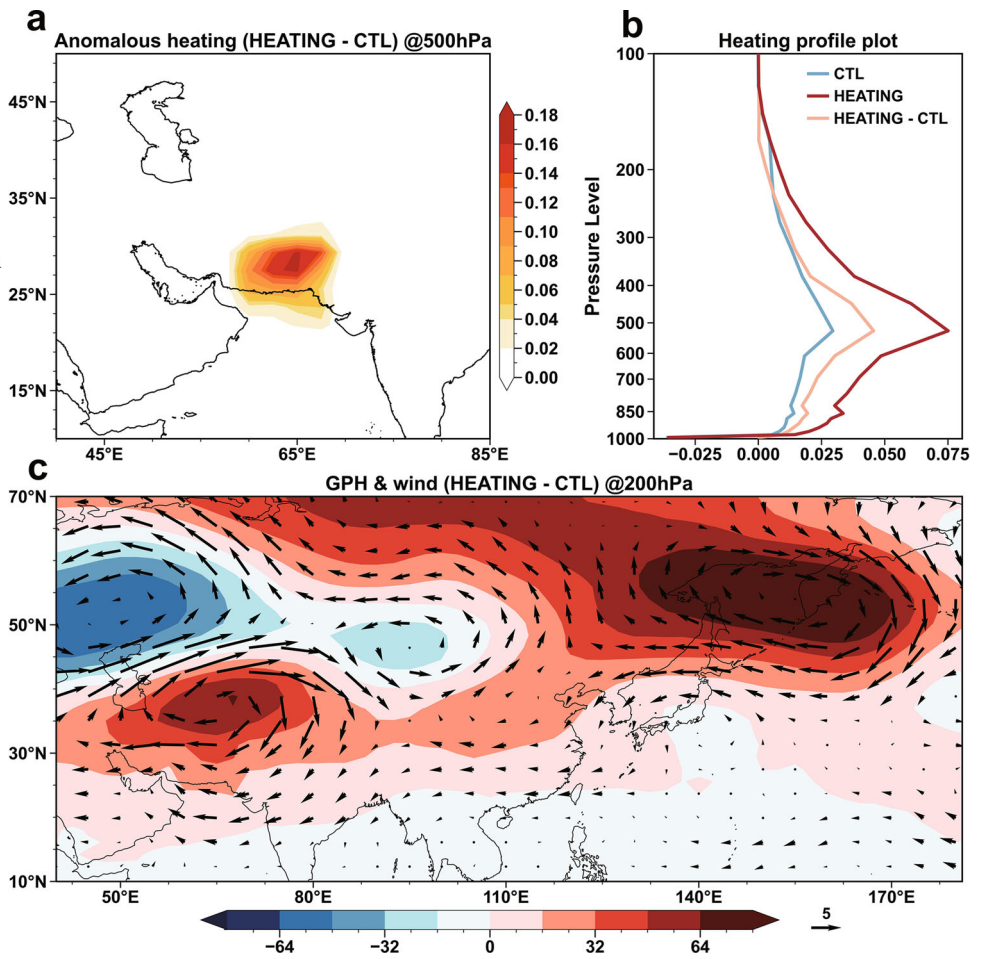 a
Anomalous heating (HEATING - CTL) @500hPa
45°N
35°N
25°N
15°N
45°E
65°E
85°E
0.18
0.16
0.14
0.12
0.10
0.08
0.06
0.04
0.02
0.00
b
Heating profile plot
Pressure Level
100
200
300
400
500
600
700
850
1000
CTL
HEATING
HEATING - CTL
−0.025
0.000
0.025
0.050
0.075
c
GPH & wind (HEATING - CTL) @200hPa
70°N
50°N
30°N
10°N
50°E
80°E
110°E
140°E
170°E
−64
−32
0
32
64
5